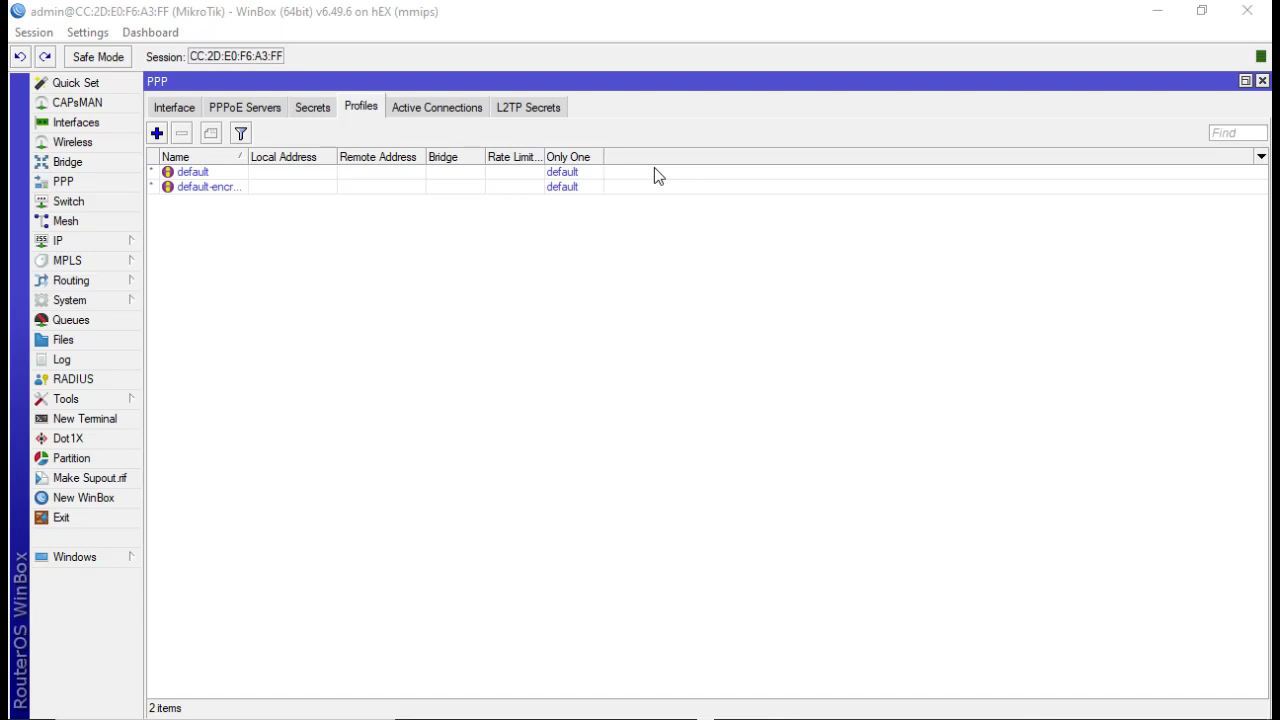 admin@CC:2D:E0:F6:A3:FF (MikroTik) - WinBox (64bit) v6.49.6 on hEX (mmips)
Session Settings Dashboard
Safe Mode Session: CC:2D:E0:F6:A3:FF
PPP
Interface PPPoE Servers Secrets Profiles Active Connections L2TP Secrets
Find
Name / Local Address Remote Address Bridge Rate Limit... Only One
* default default
* default-encr... default
2 items
Quick Set
CAPsMAN
Interfaces
Wireless
Bridge
PPP
Switch
Mesh
IP
MPLS
Routing
System
Queues
Files
Log
RADIUS
Tools
New Terminal
Dot1X
Partition
Make Supout.rif
New WinBox
Exit
Windows
RouterOS WinBox